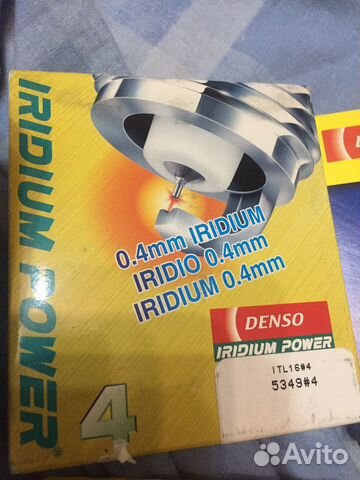 IRIDIUM POWER®
0.4mm IRIDIUM
IRIDIO 0.4mm
IRIDIUM 0.4mm
DENSO
IRIDIUM POWER
ITL16#4
5349#4
4
Avito